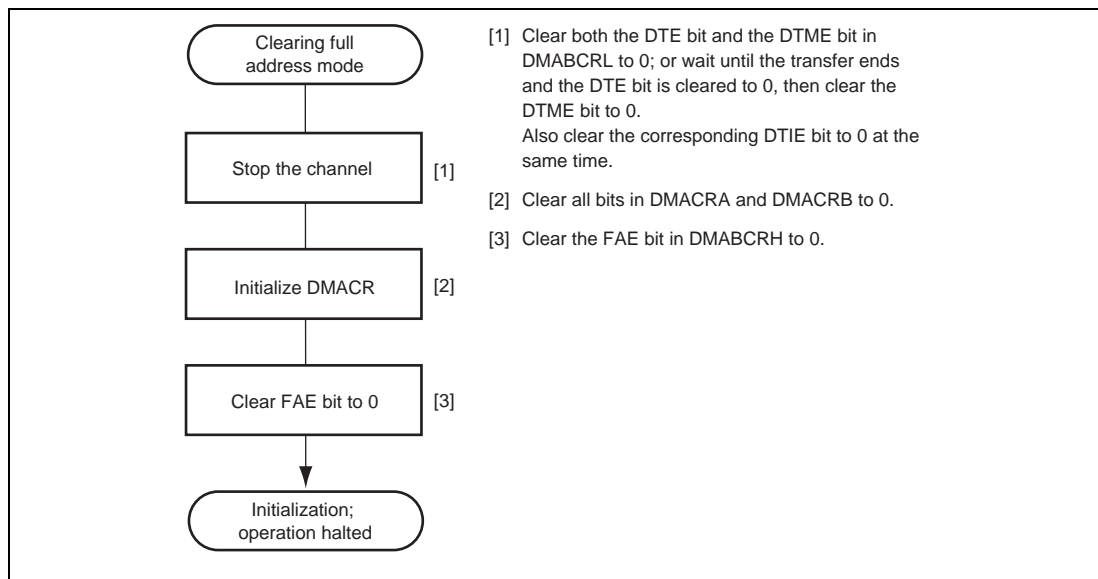 Clearing full
address mode
Stop the channel [1]
Initialize DMACR [2]
Clear FAE bit to 0 [3]
Initialization;
operation halted
[1] Clear both the DTE bit and the DTME bit in
DMABCRL to 0; or wait until the transfer ends
and the DTE bit is cleared to 0, then clear the
DTME bit to 0.
Also clear the corresponding DTIE bit to 0 at the
same time.
[2] Clear all bits in DMACRA and DMACRB to 0.
[3] Clear the FAE bit in DMABCRH to 0.